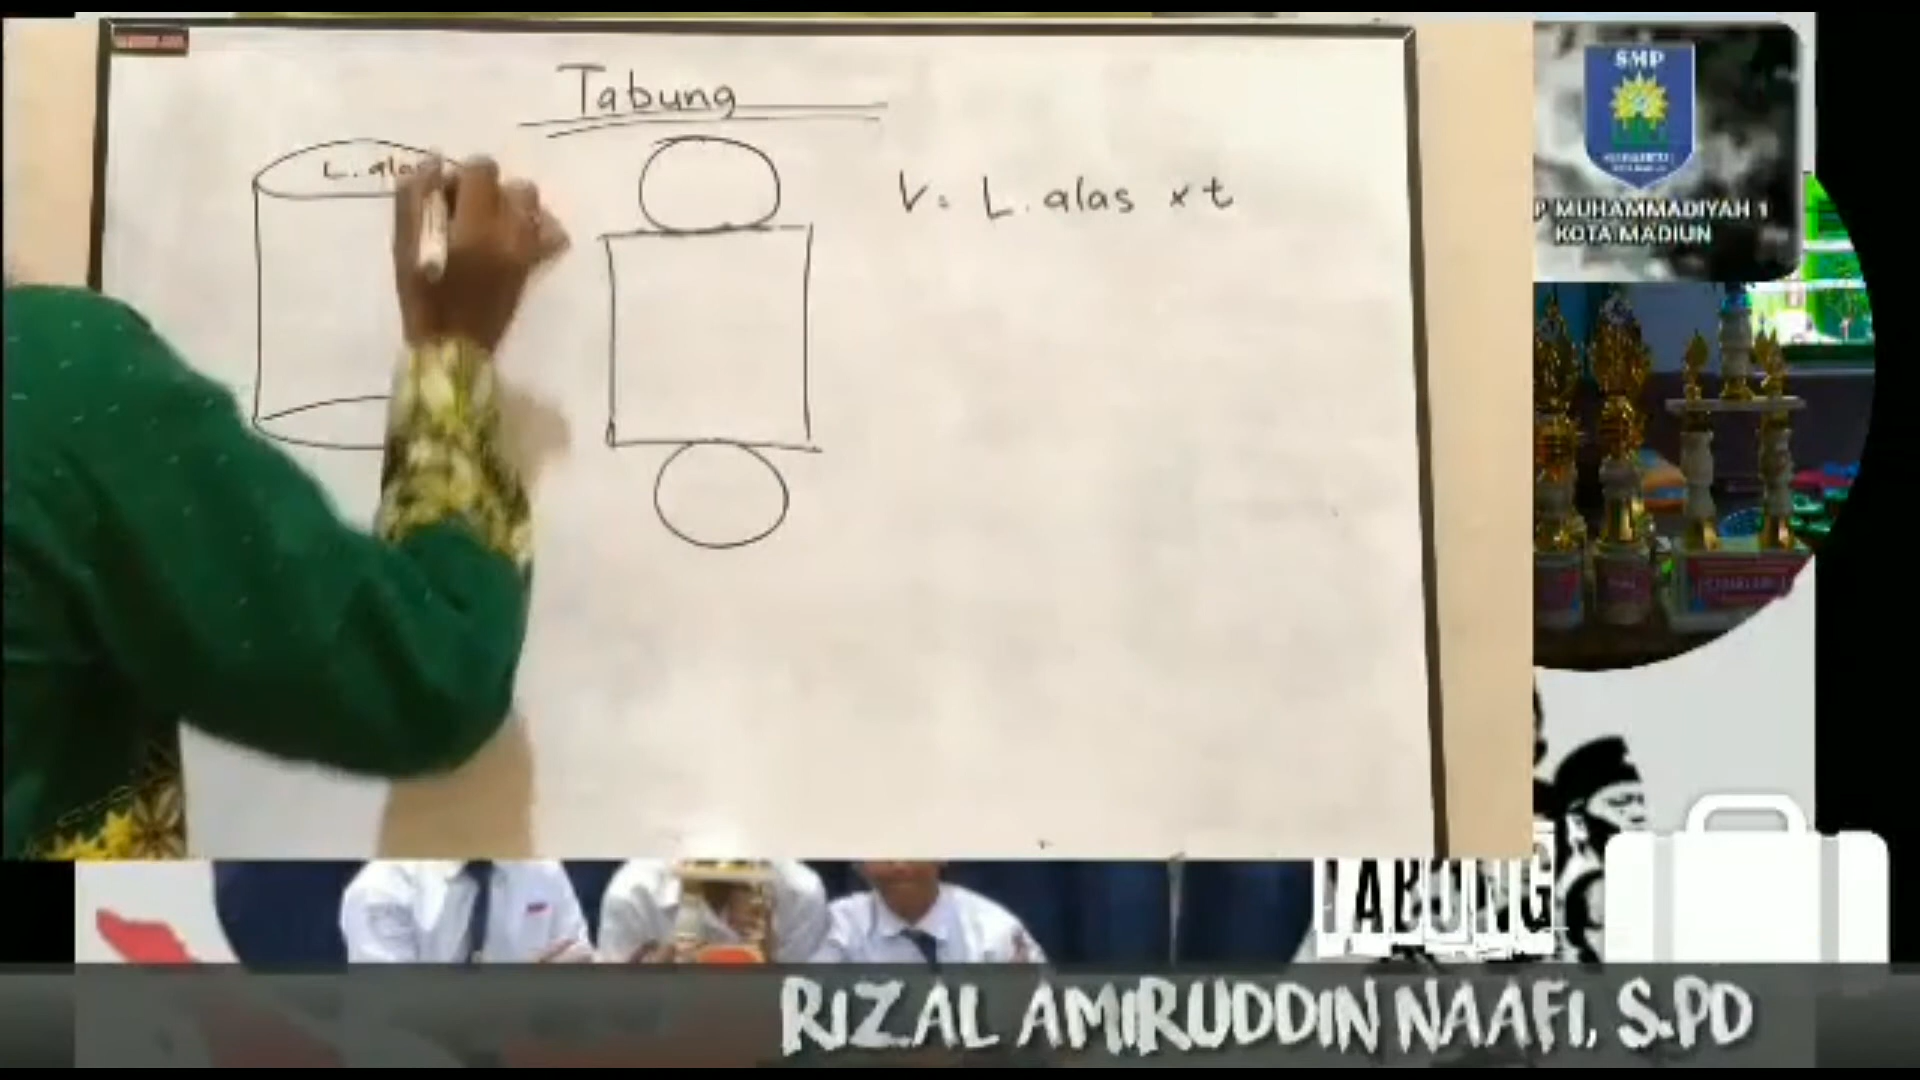 Tabung
L. alas
V = L. alas x t
SMP
P MUHAMMADIYAH 1
KOTA MADIUN
TABUNG
RIZAL AMIRUDDIN NAAFI, S.PD